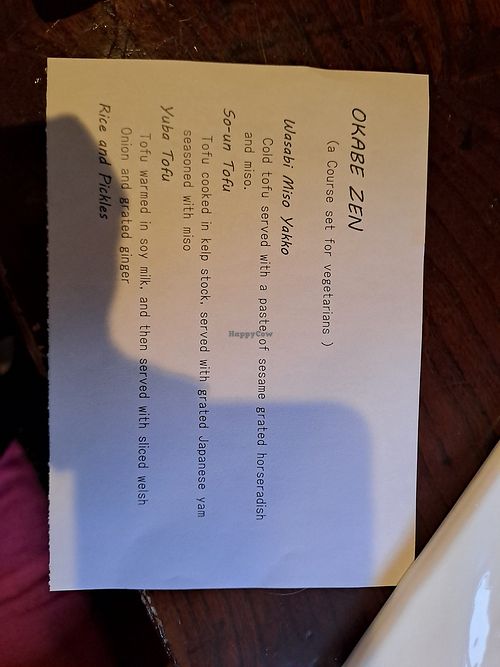 OKABE ZEN
(a Course set for vegetarians )
Wasabi Miso Yakko
Cold tofu served with a paste of sesame grated horseradish
and miso.
So-un Tofu
Tofu cooked in kelp stock, served with grated Japanese yam
seasoned with miso
Yuba Tofu
Tofu warmed in soy milk, and then served with sliced welsh
Onion and grated ginger
Rice and Pickles
HappyCow